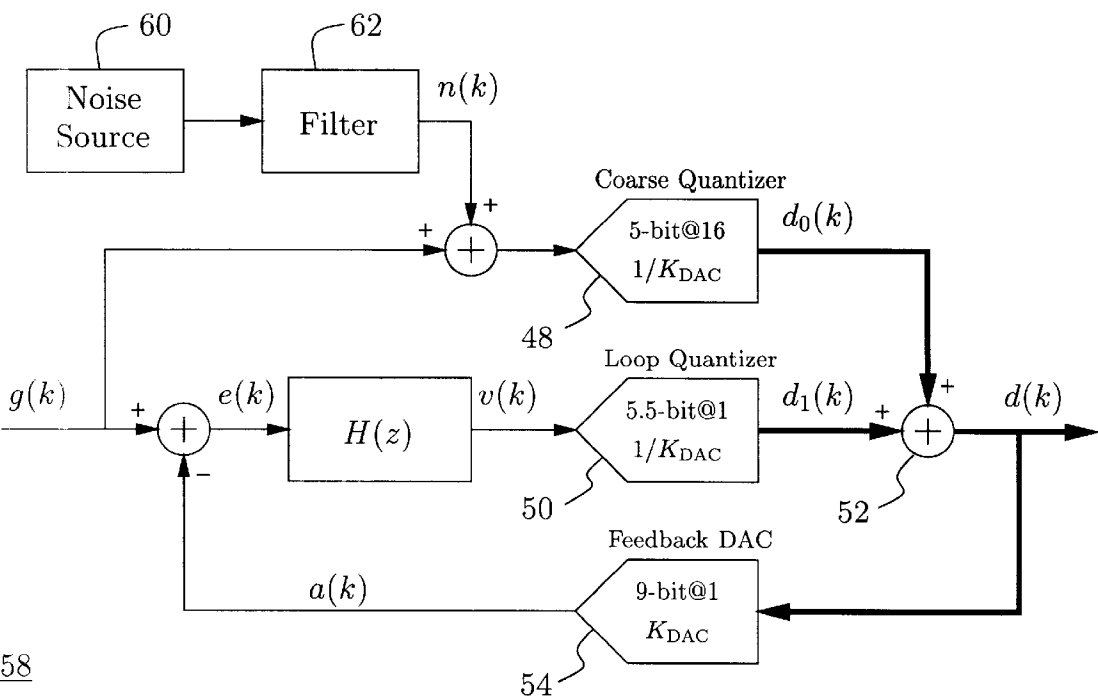 60
62
Noise
Source
Filter
n(k)
+
+
+
Coarse Quantizer
5-bit@16
1/K_DAC
d_0(k)
48
g(k)
+
+
−
e(k)
H(z)
v(k)
Loop Quantizer
5.5-bit@1
1/K_DAC
d_1(k)
50
+
+
+
d(k)
52
Feedback DAC
9-bit@1
K_DAC
a(k)
54
58